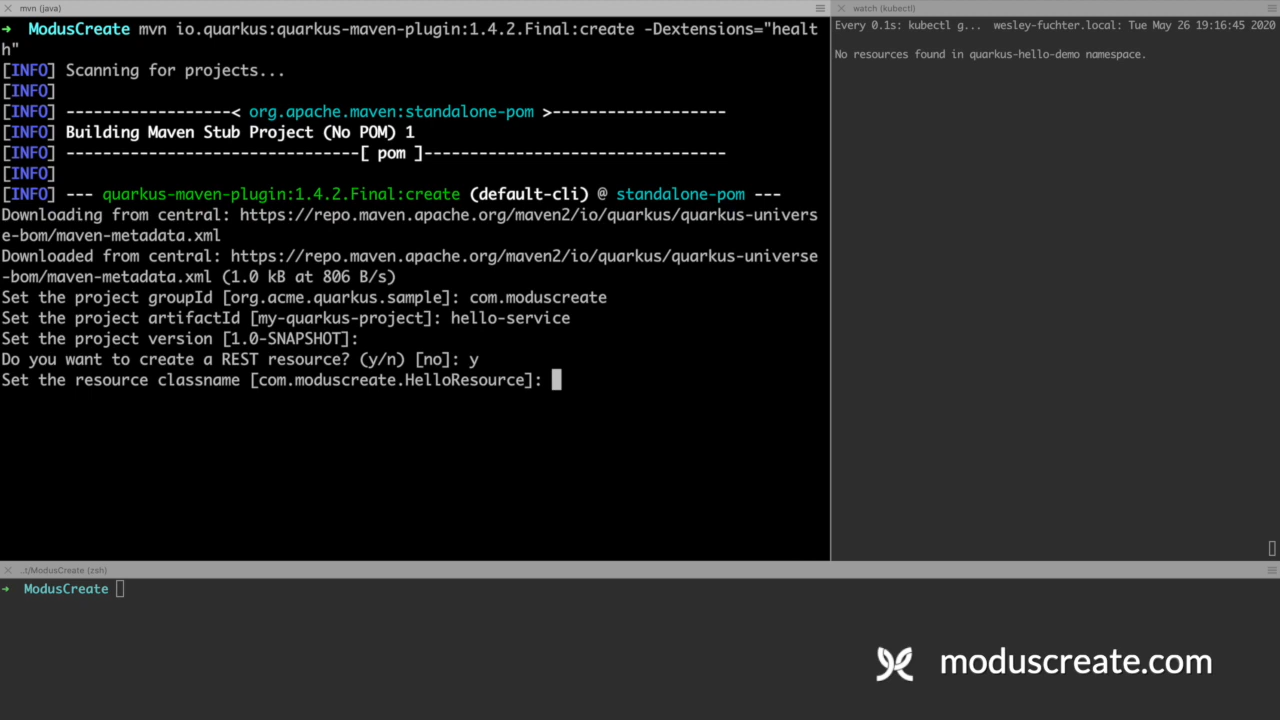 mvn (java)
➜ ModusCreate mvn io.quarkus:quarkus-maven-plugin:1.4.2.Final:create -Dextensions="healt
h"
[INFO] Scanning for projects...
[INFO]
[INFO] ------------------< org.apache.maven:standalone-pom >-------------------
[INFO] Building Maven Stub Project (No POM) 1
[INFO] --------------------------------[ pom ]---------------------------------
[INFO]
[INFO] --- quarkus-maven-plugin:1.4.2.Final:create (default-cli) @ standalone-pom ---
Downloading from central: https://repo.maven.apache.org/maven2/io/quarkus/quarkus-univers
e-bom/maven-metadata.xml
Downloaded from central: https://repo.maven.apache.org/maven2/io/quarkus/quarkus-universe
-bom/maven-metadata.xml (1.0 kB at 806 B/s)
Set the project groupId [org.acme.quarkus.sample]: com.moduscreate
Set the project artifactId [my-quarkus-project]: hello-service
Set the project version [1.0-SNAPSHOT]:
Do you want to create a REST resource? (y/n) [no]: y
Set the resource classname [com.moduscreate.HelloResource]:
watch (kubectl)
Every 0.1s: kubectl g... wesley-fuchter.local: Tue May 26 19:16:45 2020
No resources found in quarkus-hello-demo namespace.
..t/ModusCreate (zsh)
➜ ModusCreate
moduscreate.com